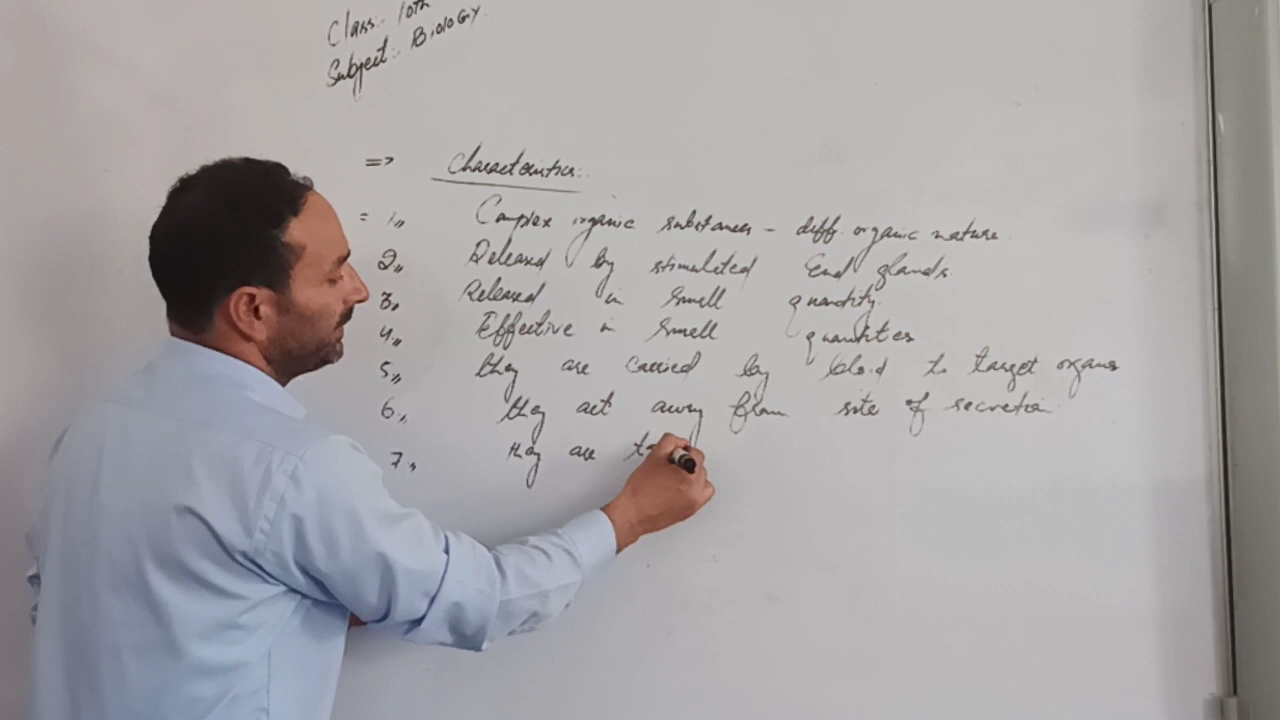 Class:- 10th
Subject:- Biology
=> Characteristics:-
= 1,, Complex organic substances - diff. organic nature.
2,, Released by stimulated End glands
3,, Released in small quantity.
4,, Effective in small quantities
5,, they are carried by blood to target organs
6,, they act away from site of secretion
7,, they are